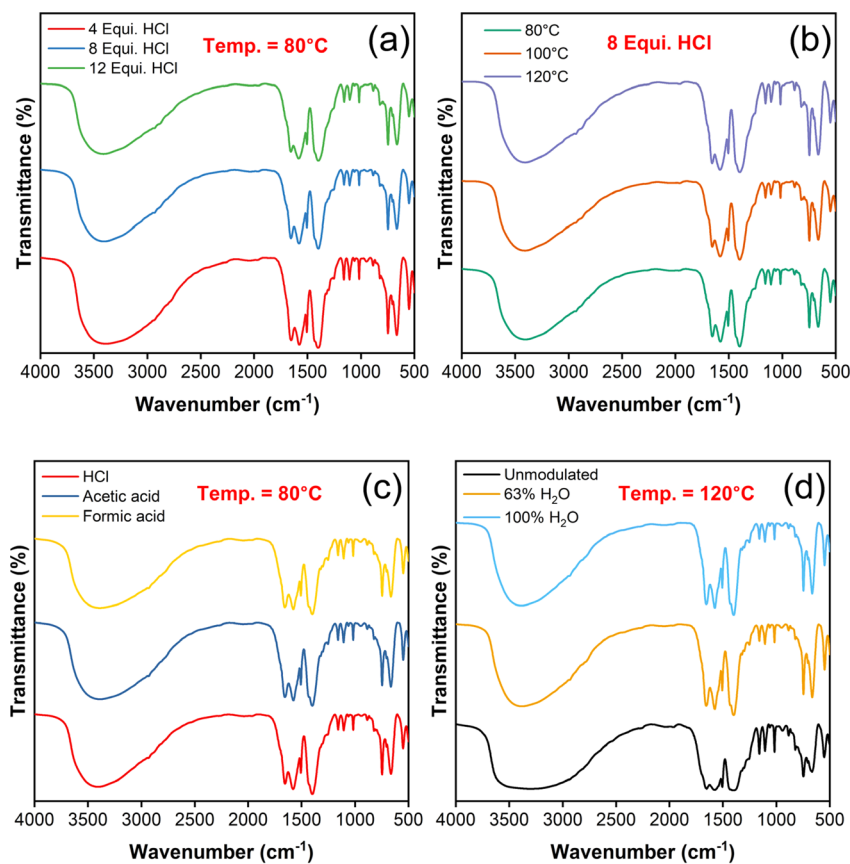 4 Equi. HCl
8 Equi. HCl
12 Equi. HCl
Temp. = 80°C
(a)
Transmittance (%)
4000 3500 3000 2500 2000 1500 1000 500
Wavenumber (cm⁻¹)
80°C
100°C
120°C
8 Equi. HCl
(b)
Transmittance (%)
4000 3500 3000 2500 2000 1500 1000 500
Wavenumber (cm⁻¹)
HCl
Acetic acid
Formic acid
Temp. = 80°C
(c)
Transmittance (%)
4000 3500 3000 2500 2000 1500 1000 500
Wavenumber (cm⁻¹)
Unmodulated
63% H₂O
100% H₂O
Temp. = 120°C
(d)
Transmittance (%)
4000 3500 3000 2500 2000 1500 1000 500
Wavenumber (cm⁻¹)